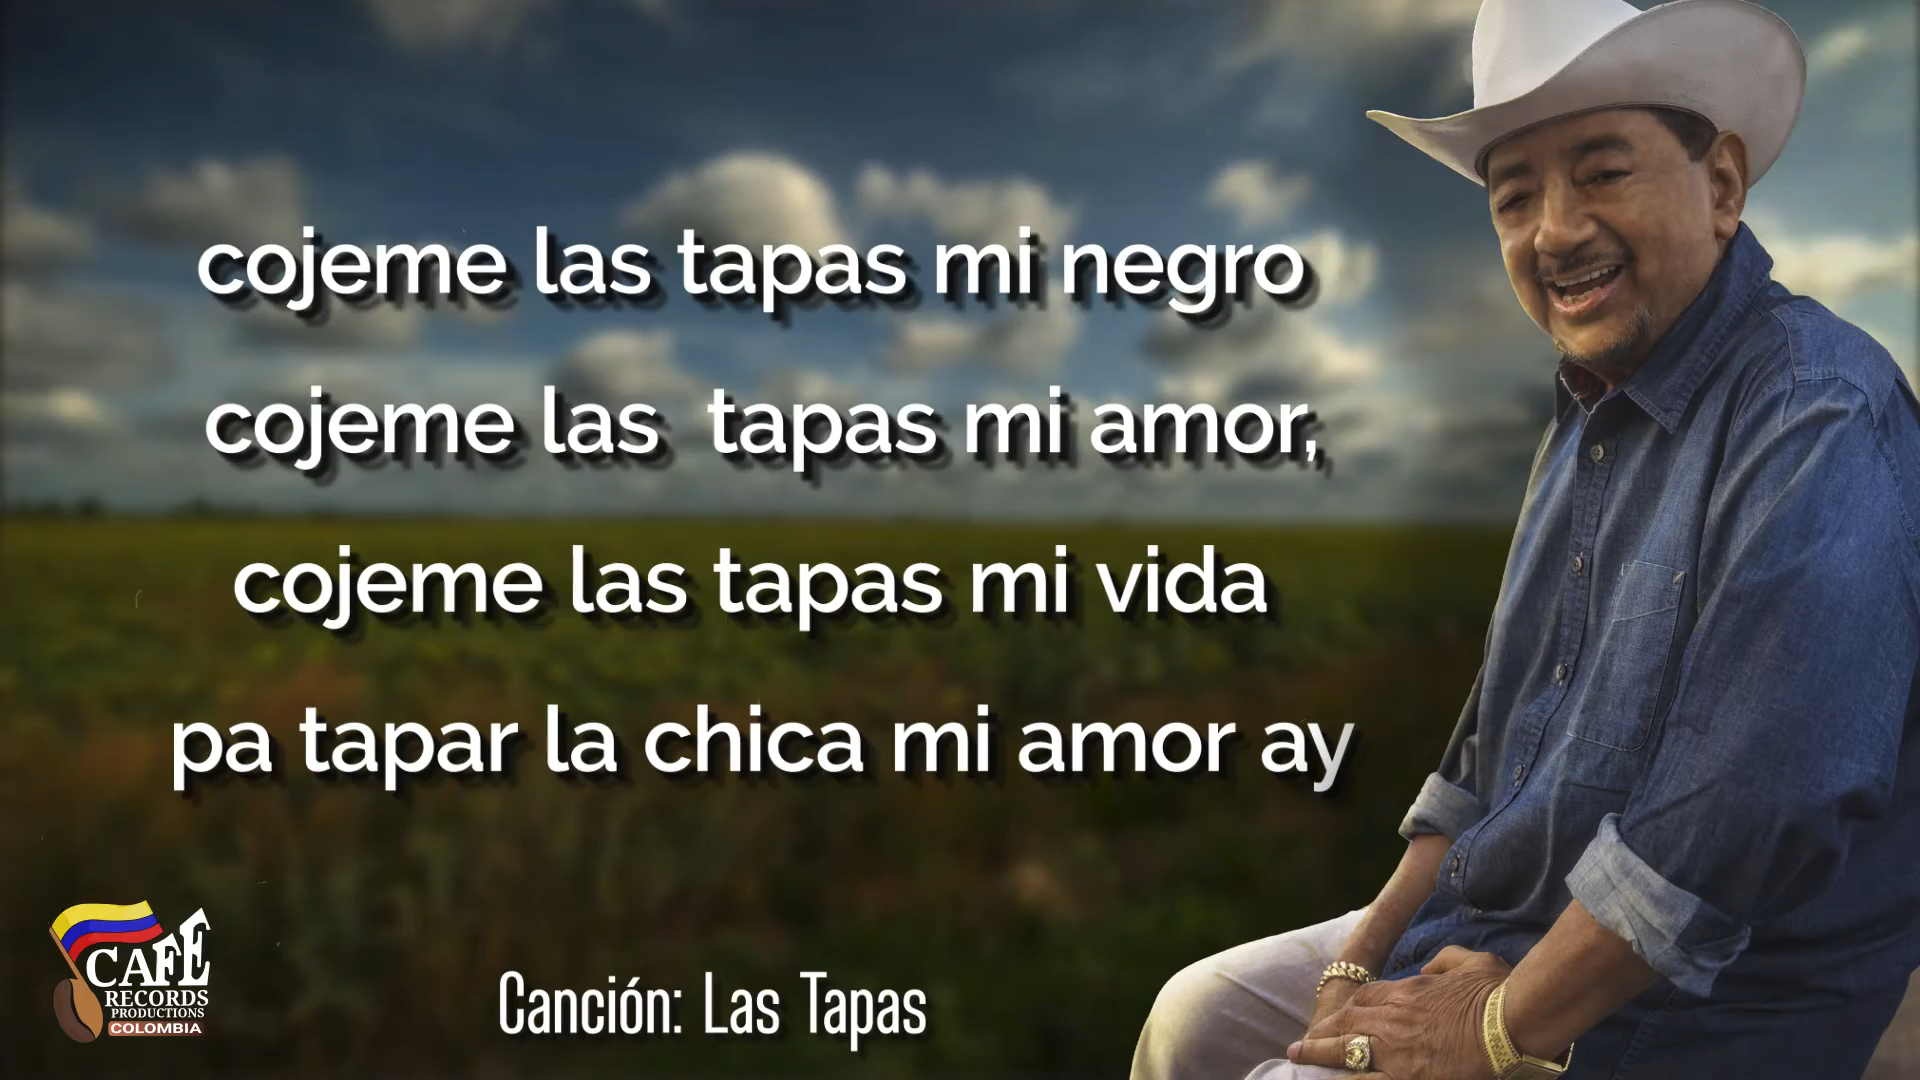 cojeme las tapas mi negro
cojeme las tapas mi amor,
cojeme las tapas mi vida
pa tapar la chica mi amor ay
CAFE
RECORDS
PRODUCTIONS
COLOMBIA
Canción: Las Tapas